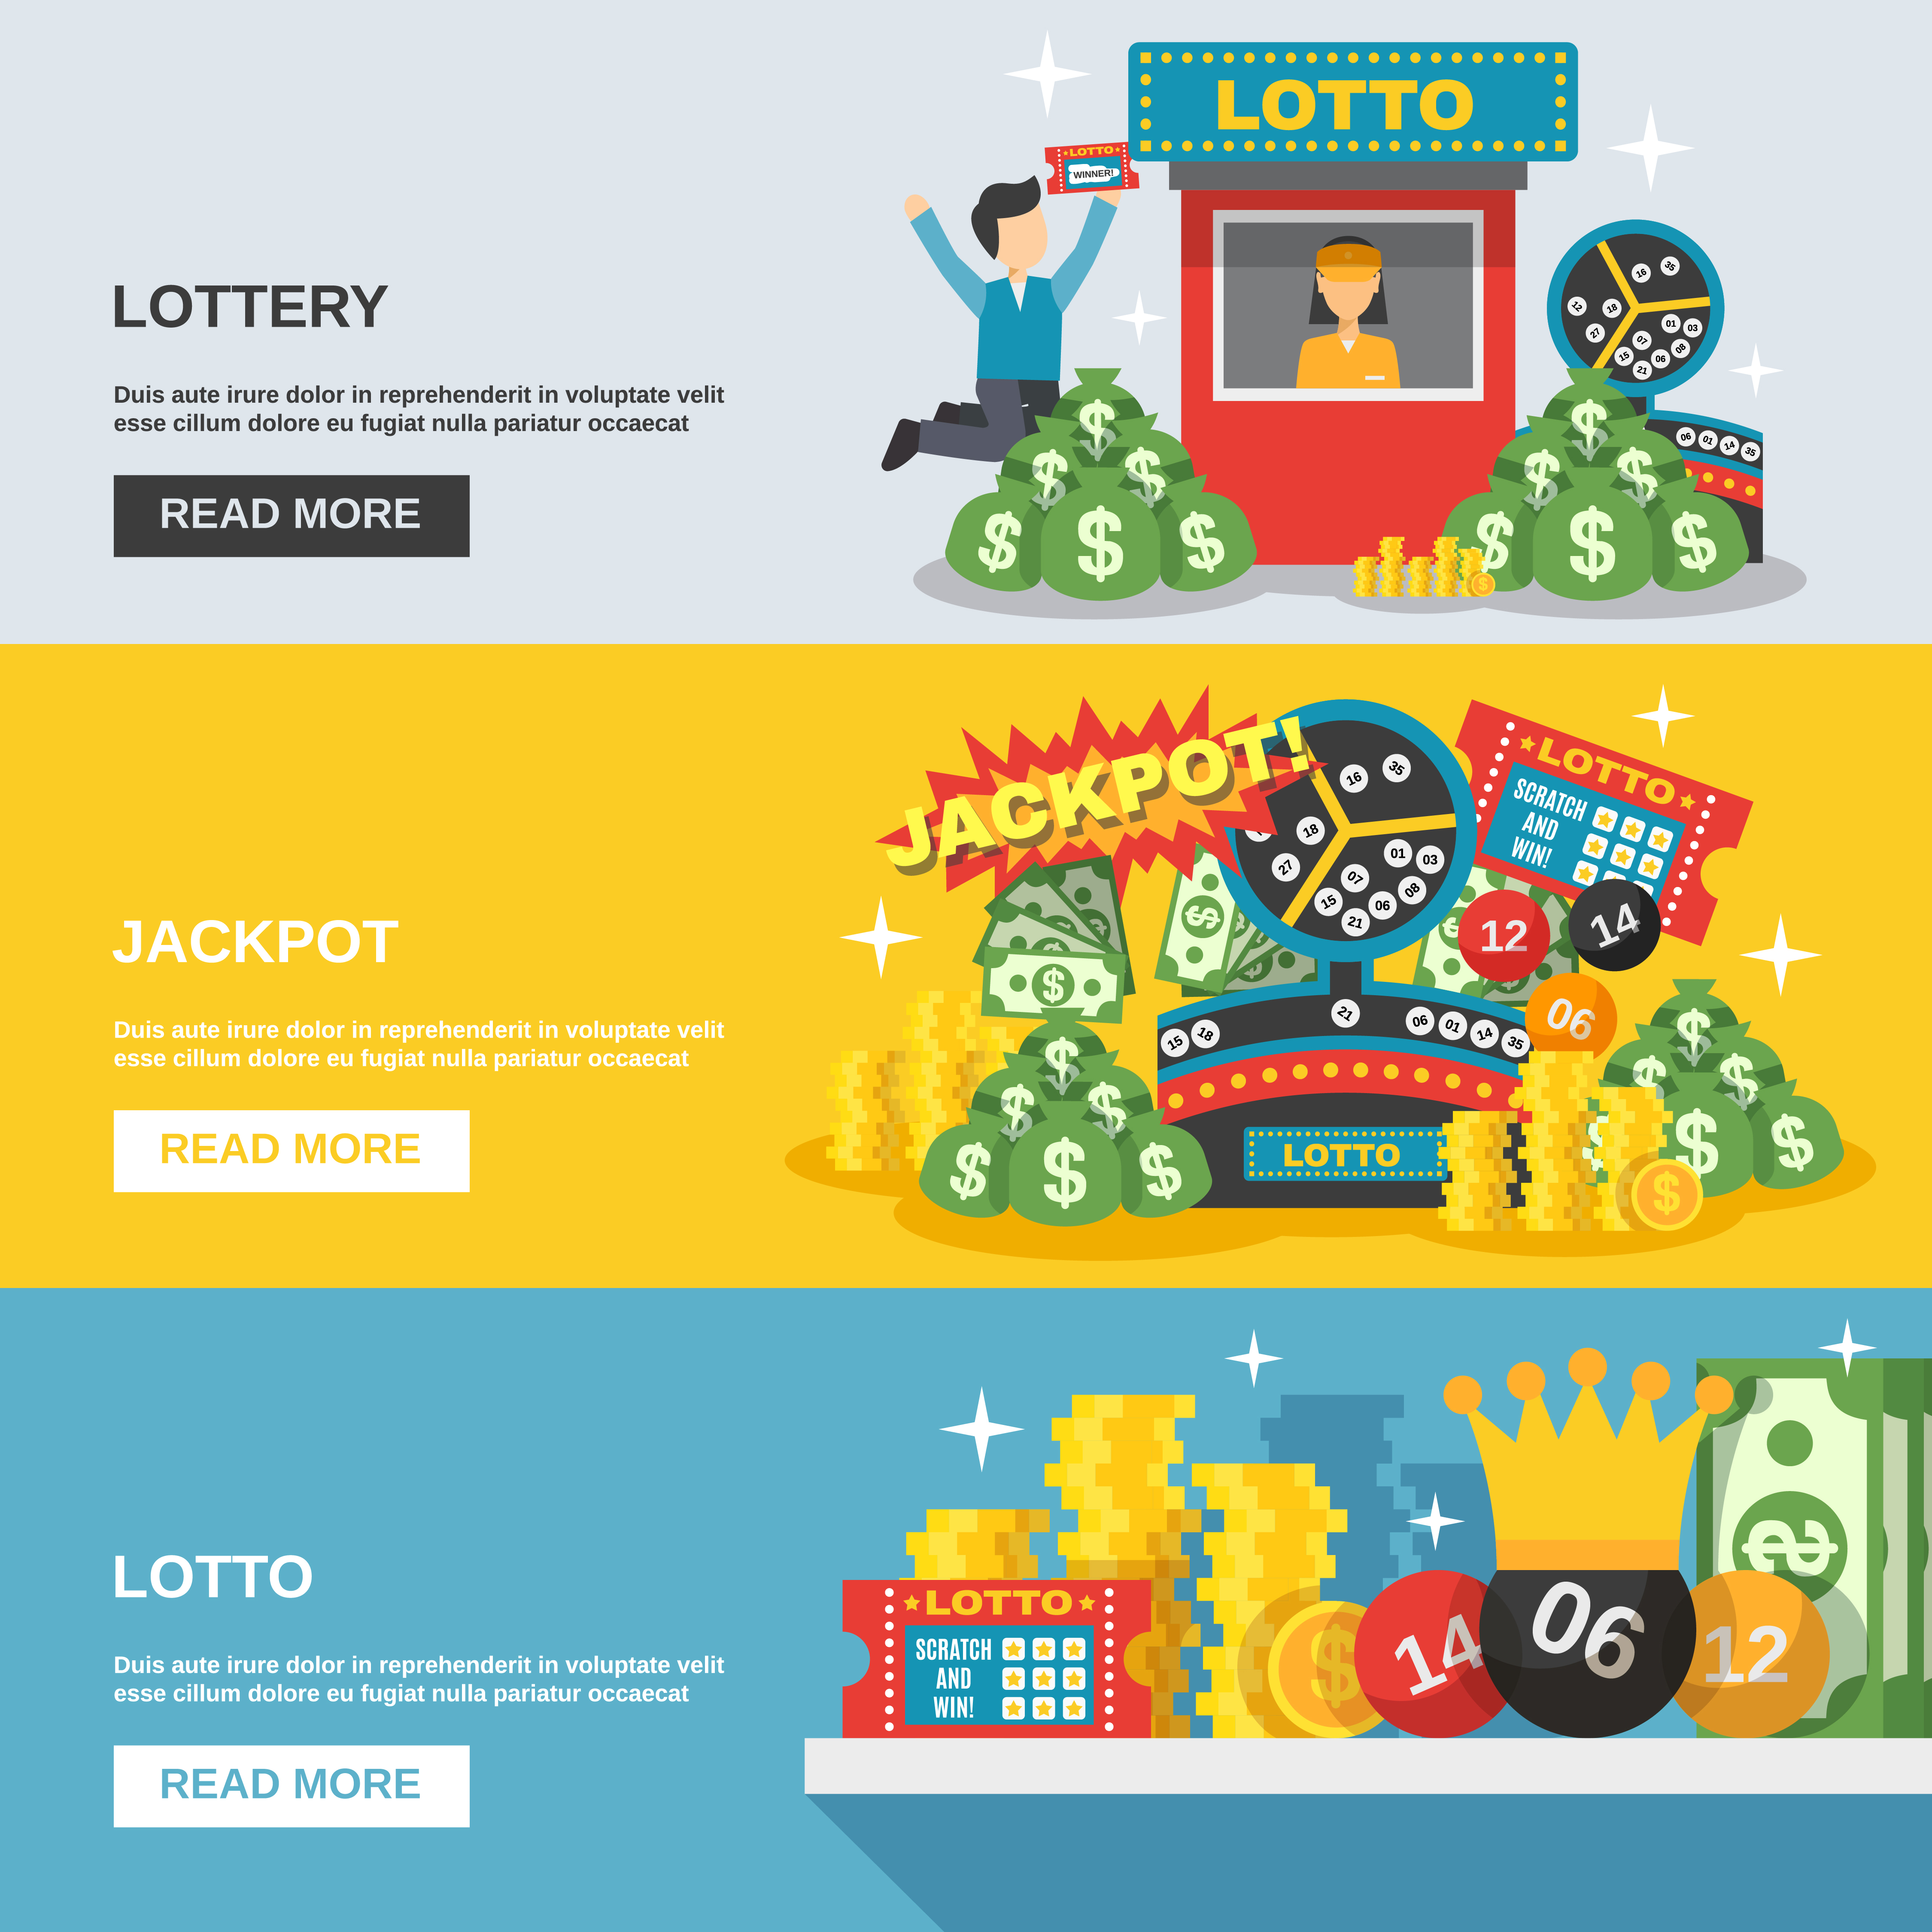 LOTTO
LOTTO
WINNER!
16 35
12 18
27
01 03
07
15 06 08
21
LOTTERY
Duis aute irure dolor in reprehenderit in voluptate velit
esse cillum dolore eu fugiat nulla pariatur occaecat
READ MORE
$
$ $
$ $ $
$
$ $
$ $ $
06 01 14 35
$
JACKPOT!
16 35
18
27
01 03
07
15 06 08
21
LOTTO
SCRATCH
AND
WIN!
12 14
06
JACKPOT
Duis aute irure dolor in reprehenderit in voluptate velit
esse cillum dolore eu fugiat nulla pariatur occaecat
READ MORE
$
$
15 18 21 06 01 14 35
$
$ $
$ $ $
LOTTO
$
$ $
$ $
$
LOTTO
Duis aute irure dolor in reprehenderit in voluptate velit
esse cillum dolore eu fugiat nulla pariatur occaecat
READ MORE
LOTTO
SCRATCH
AND
WIN!
$
14 06 12